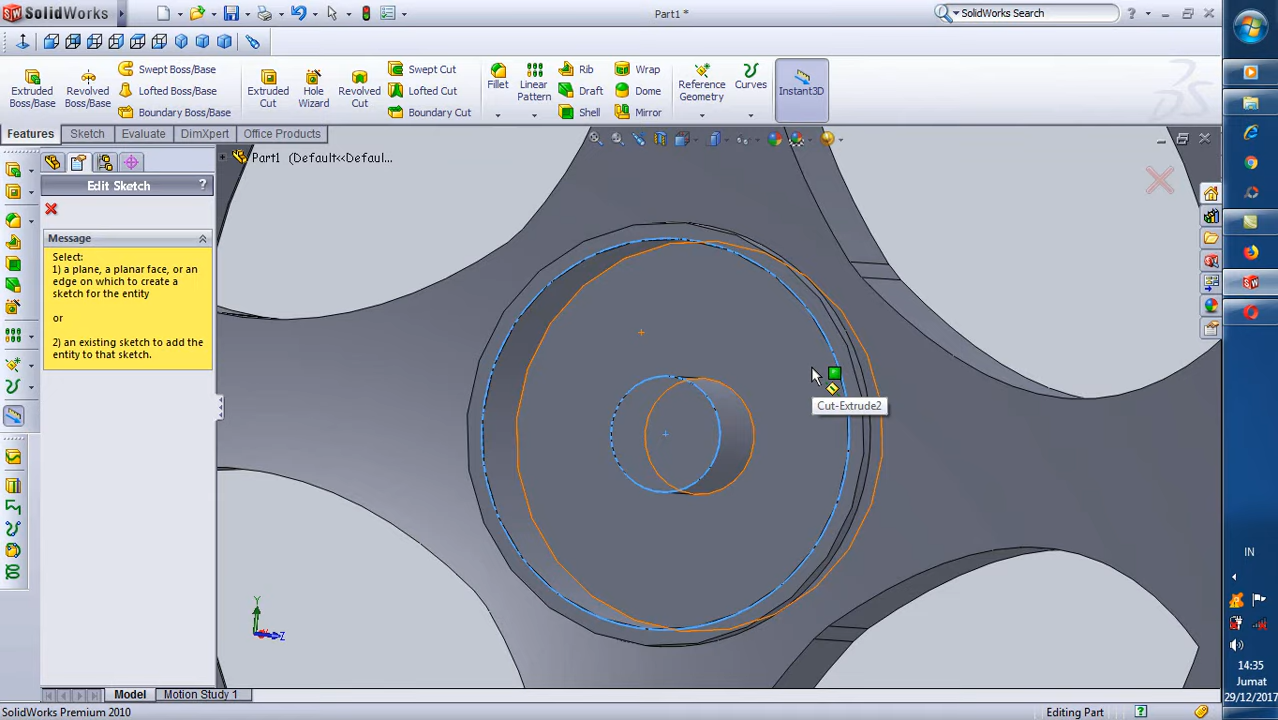 SolidWorks
Part1 *
SolidWorks Search
?
Extruded Boss/Base
Revolved Boss/Base
Swept Boss/Base
Lofted Boss/Base
Boundary Boss/Base
Extruded Cut
Hole Wizard
Revolved Cut
Swept Cut
Lofted Cut
Boundary Cut
Fillet
Linear Pattern
Rib
Draft
Shell
Wrap
Dome
Mirror
Reference Geometry
Curves
Instant3D
Features
Sketch
Evaluate
DimXpert
Office Products
Part1 (Default<<Defaul...
Edit Sketch
?
Message
Select:
1) a plane, a planar face, or an
edge on which to create a
sketch for the entity
or
2) an existing sketch to add the
entity to that sketch.
Cut-Extrude2
Y
Z
Model
Motion Study 1
SolidWorks Premium 2010
Editing Part
?
IN
14:35
Jumat
29/12/2017